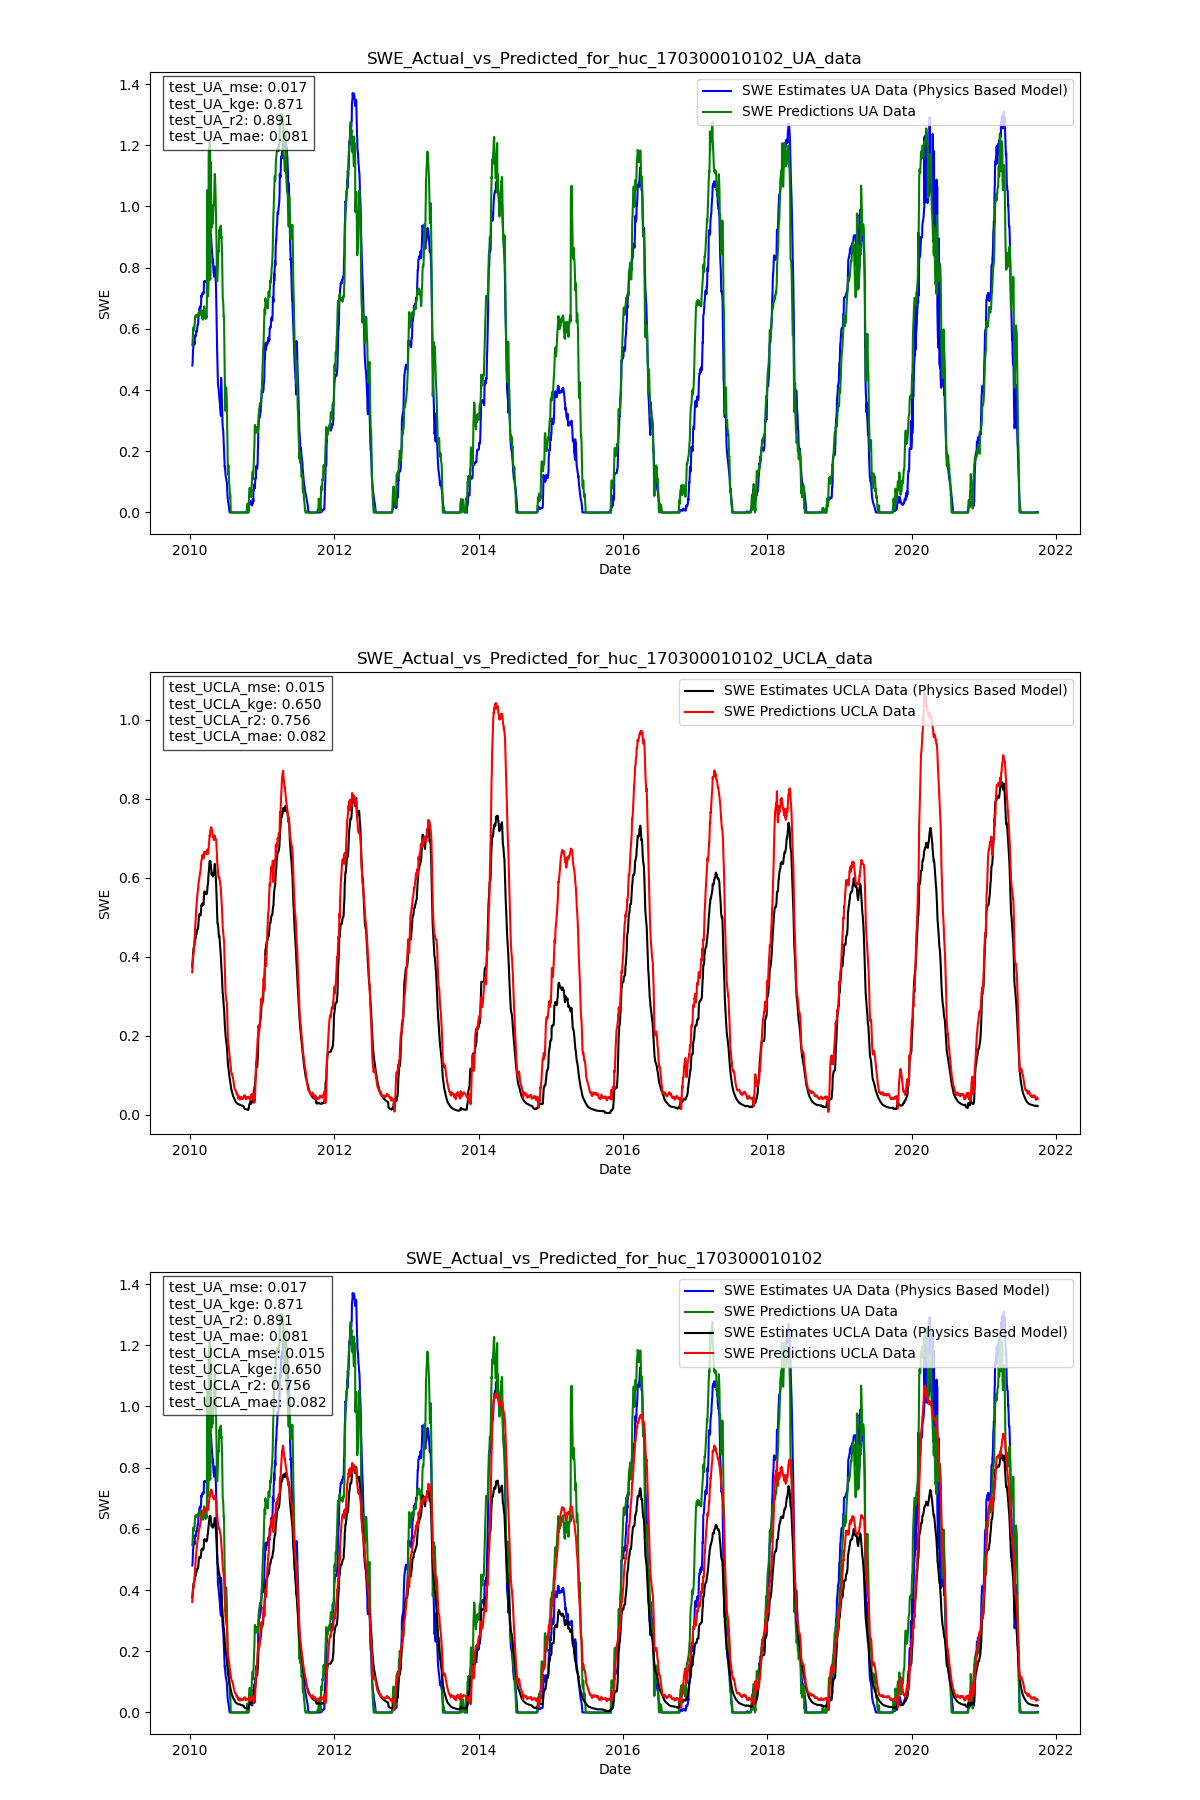 SWE_Actual_vs_Predicted_for_huc_170300010102_UA_data
test_UA_mse: 0.017
test_UA_kge: 0.871
test_UA_r2: 0.891
test_UA_mae: 0.081
SWE Estimates UA Data (Physics Based Model)
SWE Predictions UA Data
1.4
1.2
1.0
0.8
0.6
0.4
0.2
0.0
SWE
2010 2012 2014 2016 2018 2020 2022
Date
SWE_Actual_vs_Predicted_for_huc_170300010102_UCLA_data
test_UCLA_mse: 0.015
test_UCLA_kge: 0.650
test_UCLA_r2: 0.756
test_UCLA_mae: 0.082
SWE Estimates UCLA Data (Physics Based Model)
SWE Predictions UCLA Data
1.0
0.8
0.6
0.4
0.2
0.0
SWE
2010 2012 2014 2016 2018 2020 2022
Date
SWE_Actual_vs_Predicted_for_huc_170300010102
test_UA_mse: 0.017
test_UA_kge: 0.871
test_UA_r2: 0.891
test_UA_mae: 0.081
test_UCLA_mse: 0.015
test_UCLA_kge: 0.650
test_UCLA_r2: 0.756
test_UCLA_mae: 0.082
SWE Estimates UA Data (Physics Based Model)
SWE Predictions UA Data
SWE Estimates UCLA Data (Physics Based Model)
SWE Predictions UCLA Data
1.4
1.2
1.0
0.8
0.6
0.4
0.2
0.0
SWE
2010 2012 2014 2016 2018 2020 2022
Date